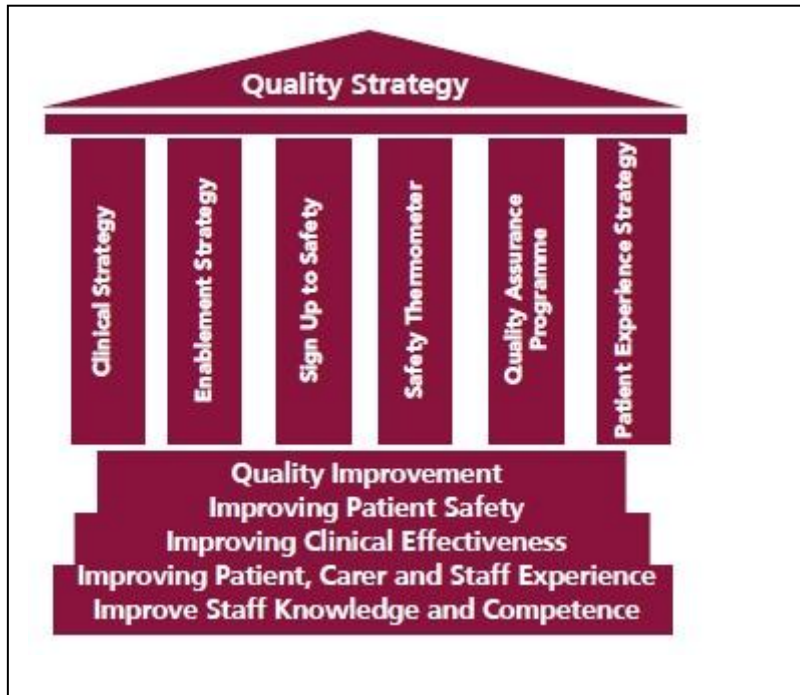 Quality Strategy
Clinical Strategy
Enablement Strategy
Sign Up to Safety
Safety Thermometer
Quality Assurance
Programme
Patient Experience Strategy
Quality Improvement
Improving Patient Safety
Improving Clinical Effectiveness
Improving Patient, Carer and Staff Experience
Improve Staff Knowledge and Competence